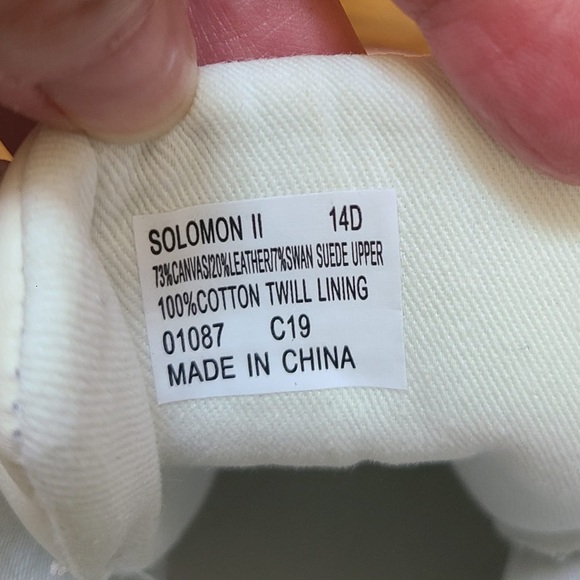 SOLOMON II 14D
73%CANVAS/20%LEATHER/7%SWAN SUEDE UPPER
100%COTTON TWILL LINING
01087 C19
MADE IN CHINA